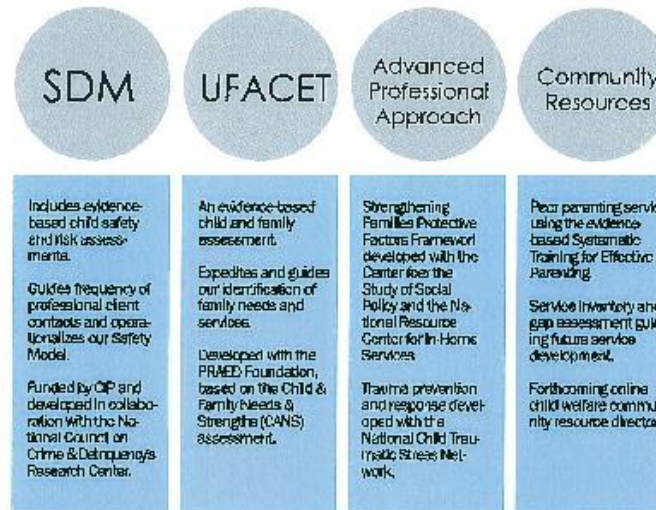 SDM
UFACET
Advanced
Professional
Approach
Community
Resources
Includes evidence-
based child safety
and risk assess-
ments.
Guides frequency of
professional client
contacts and opera-
tionalizes our Safety
Model.
Funded by CIP and
developed in collabo-
ration with the Na-
tional Council on
Crime & Delinquency's
Research Center.
An evidence-based
child and family
assessment.
Expedites and guides
our identification of
family needs and
services.
Developed with the
PRAED Foundation,
based on the Child &
Family Needs &
Strengths (CANS)
assessment.
Strengthening
Families Protective
Factors Framework
developed with the
Center for the
Study of Social
Policy and the Na-
tional Resource
Center for In-Home
Services
Trauma prevention
and response devel-
oped with the
National Child Trau-
matic Stress Net-
work.
Peer parenting servic
using the evidence-
based Systematic
Training for Effective
Parenting.
Service inventory and
gap assessment guid
ing future service
development.
Forthcoming online
child welfare commu
nity resource director